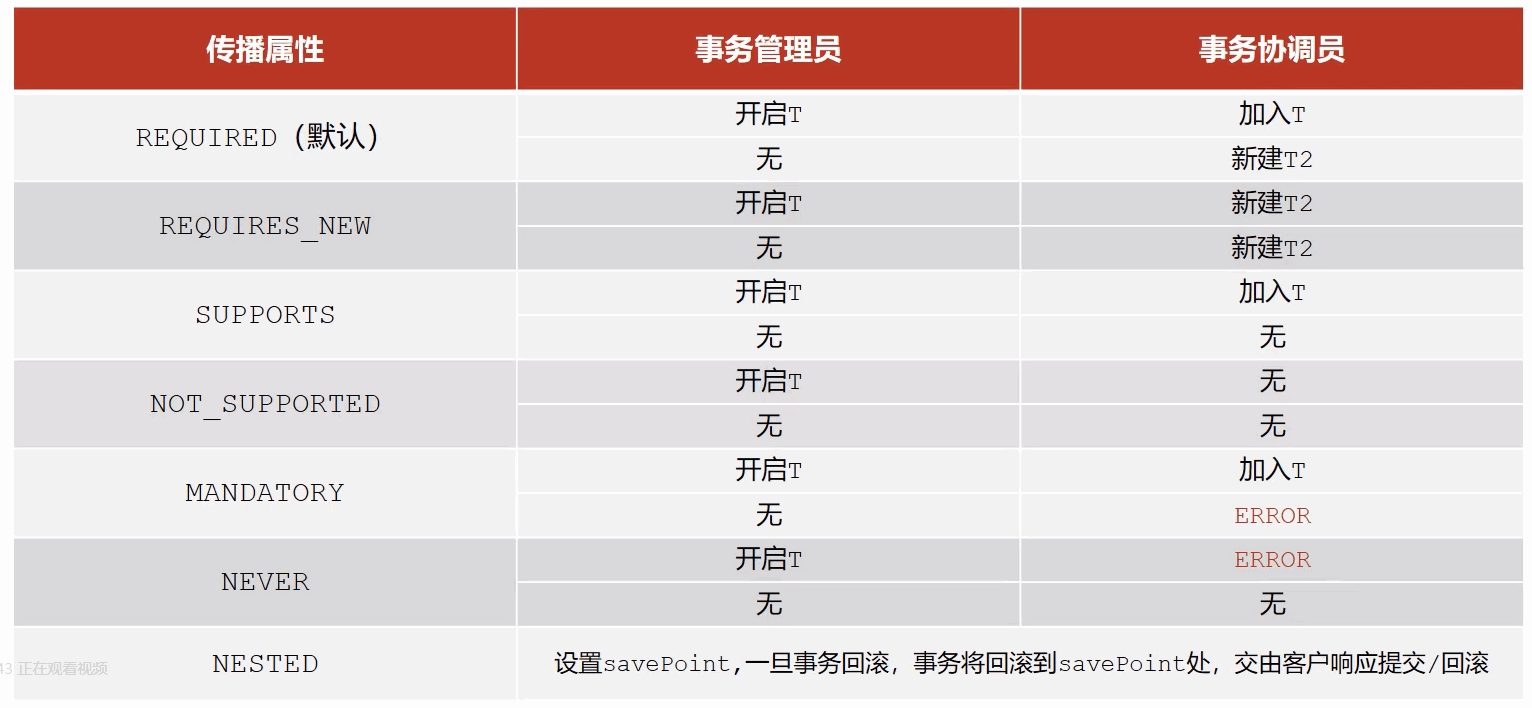 传播属性 事务管理员 事务协调员
REQUIRED（默认） 开启T 加入T
无 新建T2
REQUIRES_NEW 开启T 新建T2
无 新建T2
SUPPORTS 开启T 加入T
无 无
NOT_SUPPORTED 开启T 无
无 无
MANDATORY 开启T 加入T
无 ERROR
NEVER 开启T ERROR
无 无
NESTED 设置savePoint,一旦事务回滚，事务将回滚到savePoint处，交由客户响应提交/回滚
43 正在观看视频